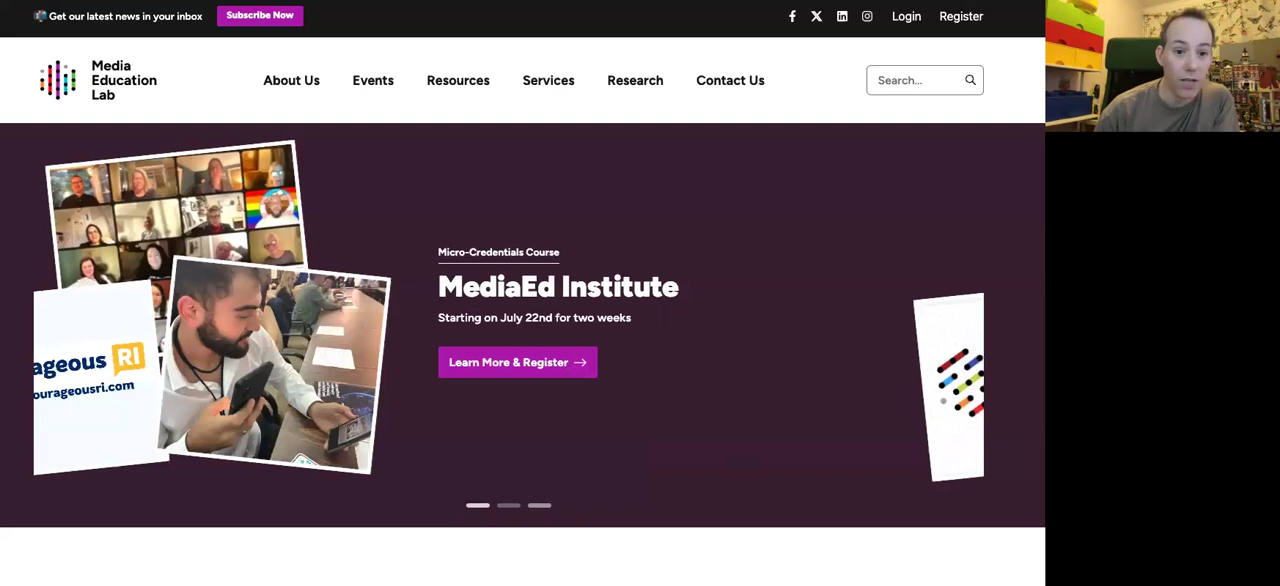 Get our latest news in your inbox
Subscribe Now
Login
Register
Media
Education
Lab
About Us
Events
Resources
Services
Research
Contact Us
Search...
Micro-Credentials Course
MediaEd Institute
Starting on July 22nd for two weeks
Learn More & Register →
ageous RI
ourageousri.com